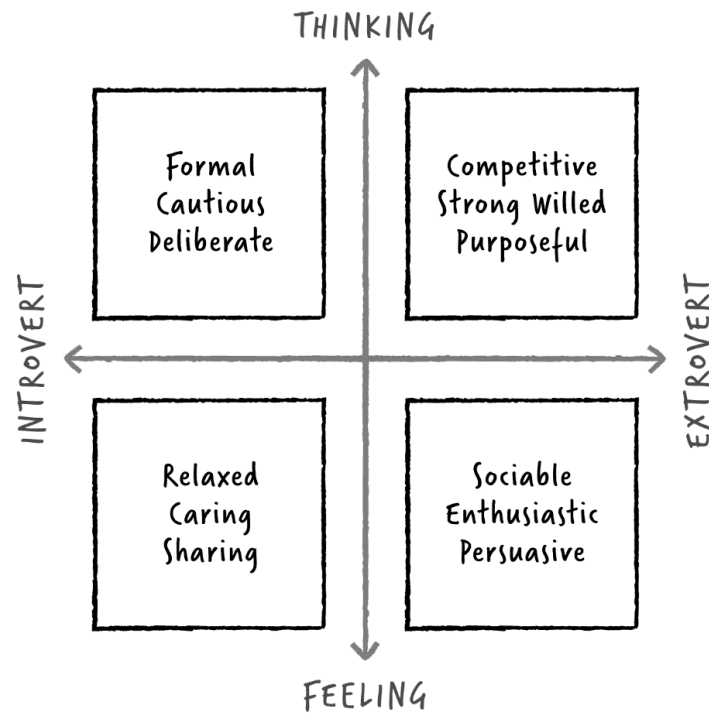 THINKING
Formal
Cautious
Deliberate
Competitive
Strong Willed
Purposeful
INTROVERT
EXTROVERT
Relaxed
Caring
Sharing
Sociable
Enthusiastic
Persuasive
FEELING